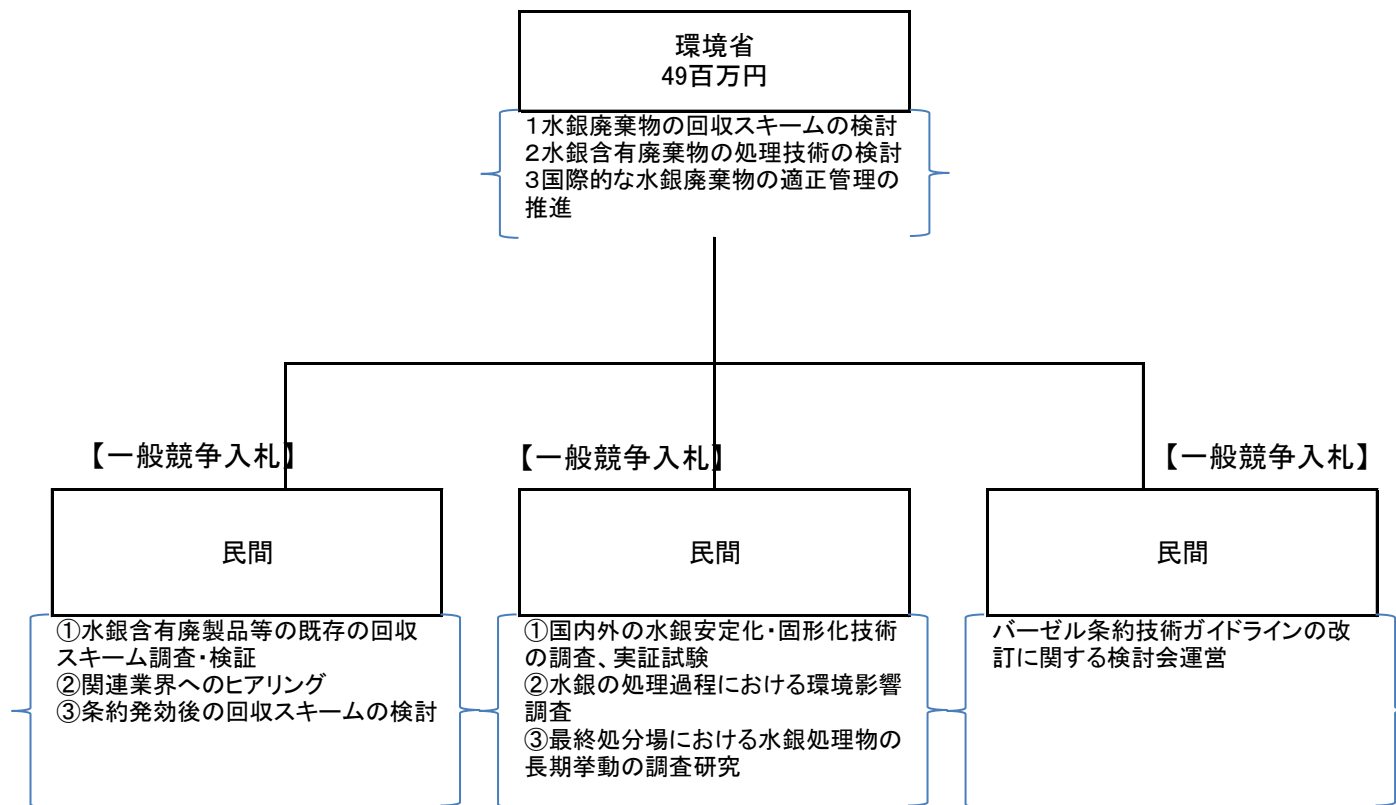 環境省
49百万円
1水銀廃棄物の回収スキームの検討
2水銀含有廃棄物の処理技術の検討
3国際的な水銀廃棄物の適正管理の
推進
【一般競争入札】
【一般競争入札】
【一般競争入札】
民間
民間
民間
①水銀含有廃製品等の既存の回収
スキーム調査・検証
②関連業界へのヒアリング
③条約発効後の回収スキームの検討
①国内外の水銀安定化・固形化技術
の調査、実証試験
②水銀の処理過程における環境影響
調査
③最終処分場における水銀処理物の
長期挙動の調査研究
バーゼル条約技術ガイドラインの改
訂に関する検討会運営